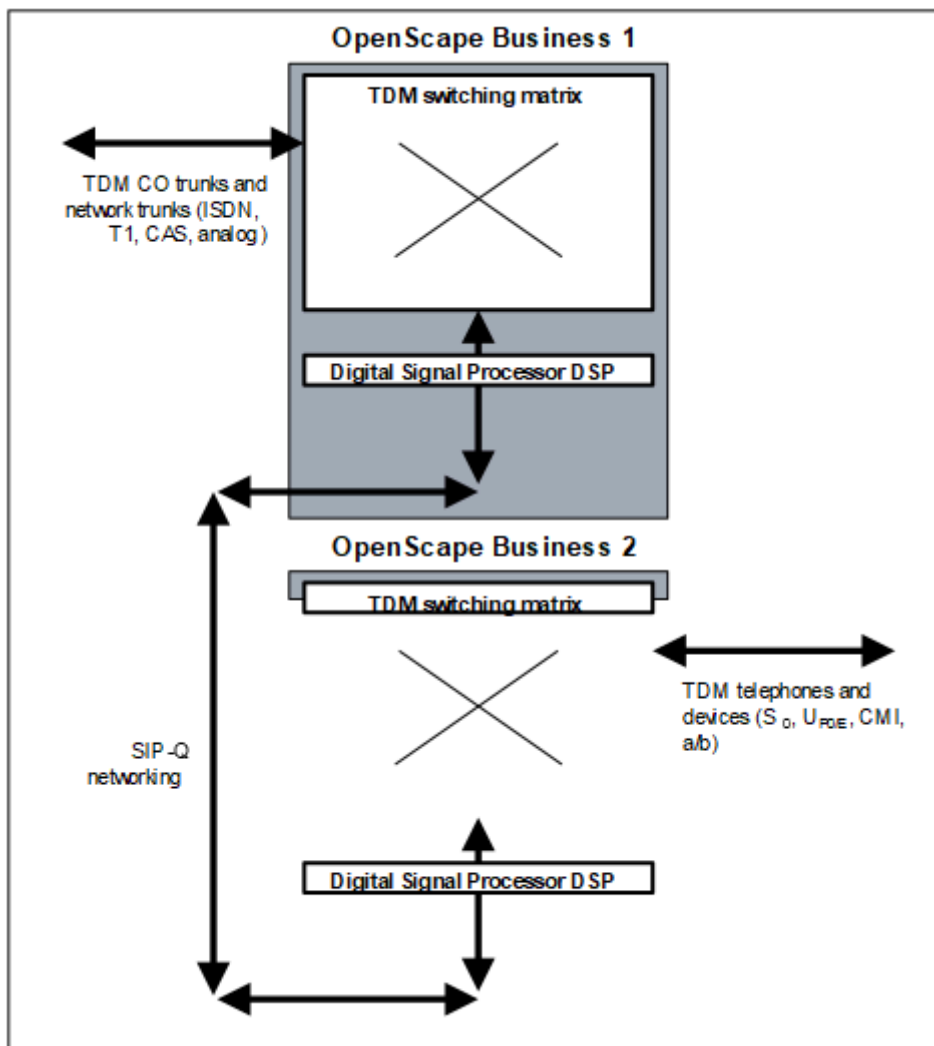 OpenScape Business 1
TDM switching matrix
TDM CO trunks and
network trunks (ISDN,
T1, CAS, analog)
Digital Signal Processor DSP
OpenScape Business 2
TDM switching matrix
TDM telephones and
devices (S0, UP0/E, CMI,
a/b)
SIP-Q
networking
Digital Signal Processor DSP